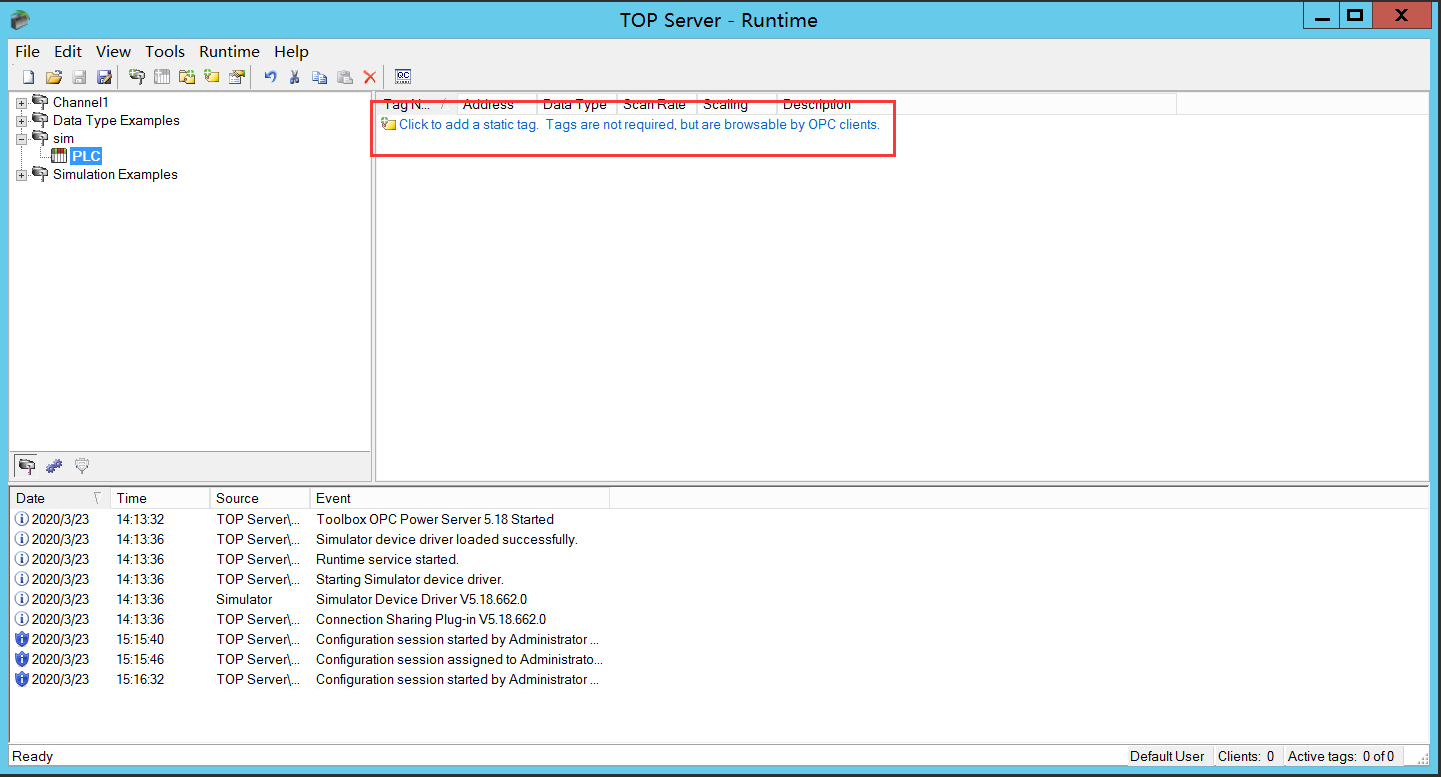 TOP Server - Runtime
File Edit View Tools Runtime Help
Channel1
Data Type Examples
sim
PLC
Simulation Examples
Tag N... Address Data Type Scan Rate Scaling Description
Click to add a static tag. Tags are not required, but are browsable by OPC clients.
Date Time Source Event
2020/3/23 14:13:32 TOP Server\... Toolbox OPC Power Server 5.18 Started
2020/3/23 14:13:36 TOP Server\... Simulator device driver loaded successfully.
2020/3/23 14:13:36 TOP Server\... Runtime service started.
2020/3/23 14:13:36 TOP Server\... Starting Simulator device driver.
2020/3/23 14:13:36 Simulator Simulator Device Driver V5.18.662.0
2020/3/23 14:13:36 TOP Server\... Connection Sharing Plug-in V5.18.662.0
2020/3/23 15:15:40 TOP Server\... Configuration session started by Administrator ...
2020/3/23 15:15:46 TOP Server\... Configuration session assigned to Administrato...
2020/3/23 15:16:32 TOP Server\... Configuration session started by Administrator ...
Ready Default User Clients: 0 Active tags: 0 of 0